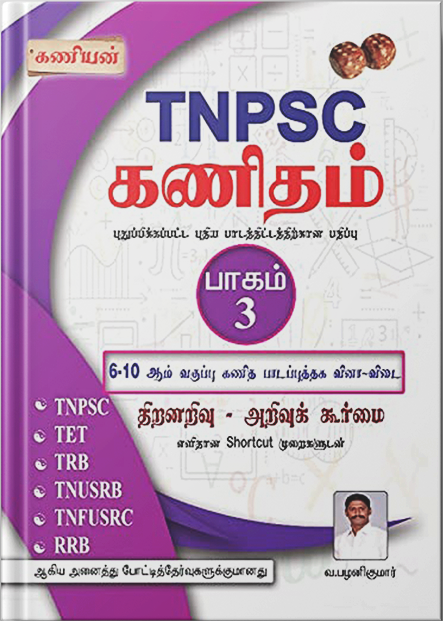 கணியன்
TNPSC
கணிதம்
புதுப்பிக்கப்பட்ட புதிய பாடத்திட்டத்திற்கான பதிப்பு
பாகம்
3
6-10 ஆம் வகுப்பு கணித பாடப்புத்தக வினா-விடை
திறனறிவு - அறிவுக் கூர்மை
எளிதான Shortcut முறைகளுடன்
TNPSC
TET
TRB
TNUSRB
TNFUSRC
RRB
ஆகிய அனைத்து போட்டித்தேர்வுகளுக்குமானது
வ.பழனிகுமார்